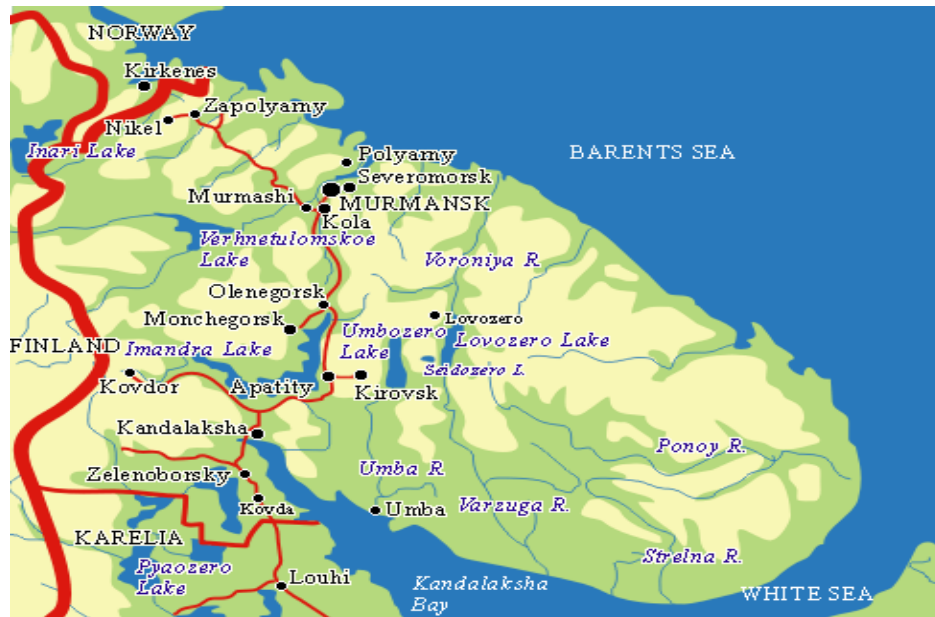 NORWAY
Kirkenes
Zapolyarny
Nikel
Inari Lake
BARENTS SEA
Polyarny
Severomorsk
Murmashi
MURMANSK
Kola
Verhnetulomskoe
Lake
Voroniya R.
Olenegorsk
Monchegorsk
Lovozero
Umbozero
Lake
Lovozero Lake
FINLAND
Imandra Lake
Seidozero L.
Kovdor
Apatity
Kirovsk
Kandalaksha
Ponoy R.
Zelenoborsky
Umba R.
Kovda
Umba
Varzuga R.
KARELIA
Strelna R.
Pyaozero
Lake
Louhi
Kandalaksha
Bay
WHITE SEA